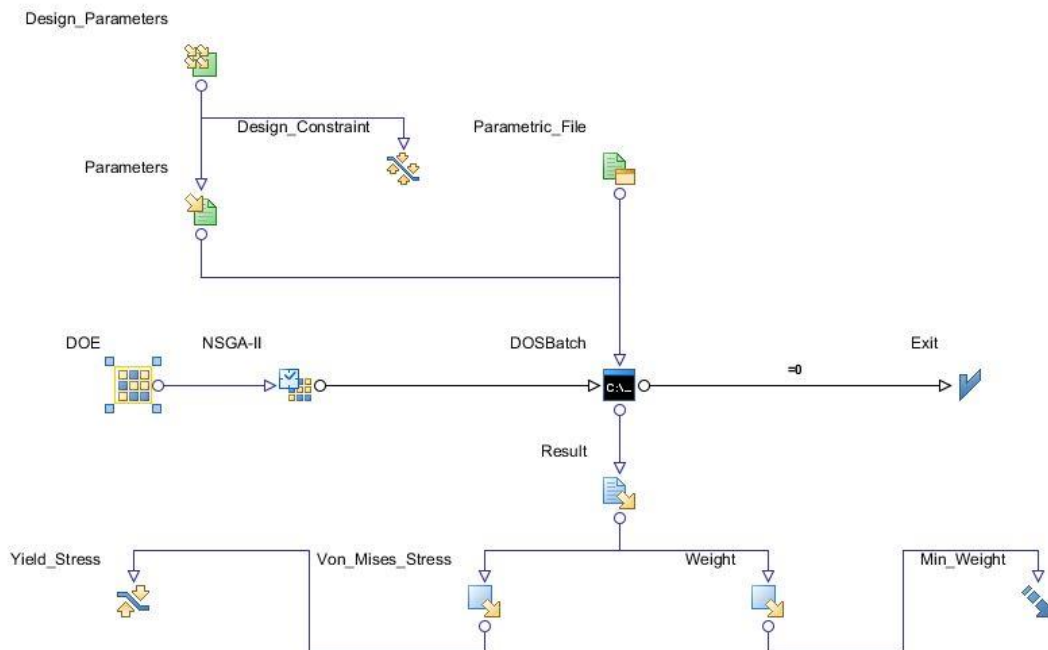 Design_Parameters
Design_Constraint
Parametric_File
Parameters
DOE
NSGA-II
DOSBatch
Exit
=0
C:\_
Result
Yield_Stress
Von_Mises_Stress
Weight
Min_Weight